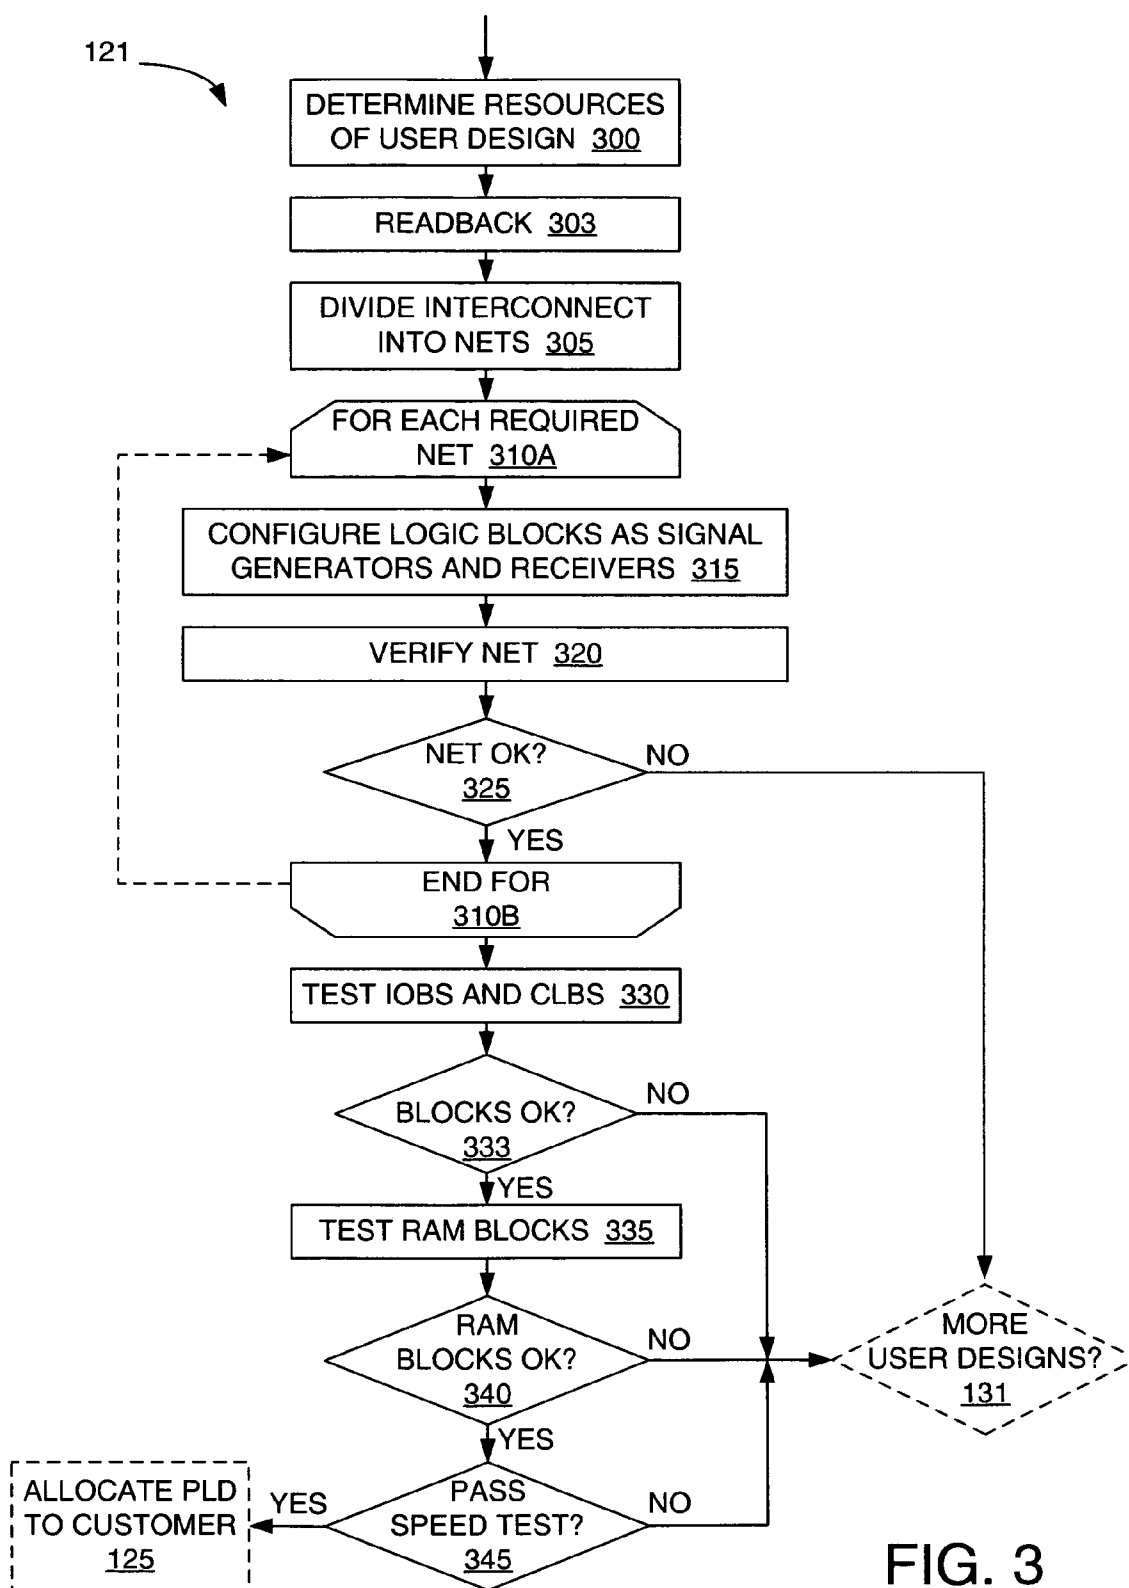 121
DETERMINE RESOURCES
OF USER DESIGN 300
READBACK 303
DIVIDE INTERCONNECT
INTO NETS 305
FOR EACH REQUIRED
NET 310A
CONFIGURE LOGIC BLOCKS AS SIGNAL
GENERATORS AND RECEIVERS 315
VERIFY NET 320
NET OK?
325
NO
YES
END FOR
310B
TEST IOBS AND CLBS 330
BLOCKS OK?
333
NO
YES
TEST RAM BLOCKS 335
RAM
BLOCKS OK?
340
NO
YES
MORE
USER DESIGNS?
131
PASS
SPEED TEST?
345
NO
YES
ALLOCATE PLD
TO CUSTOMER
125
FIG. 3